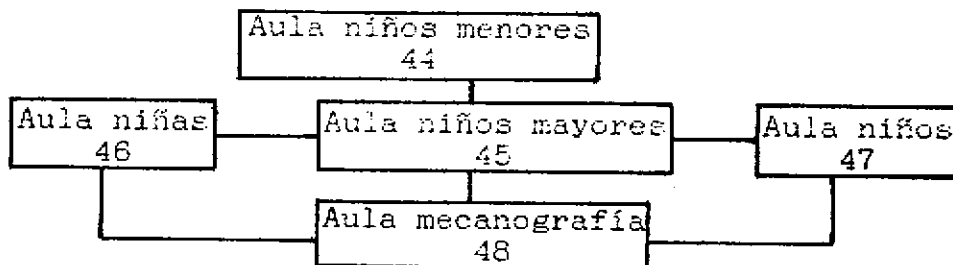 Aula niños menores
44
Aula niñas
46
Aula niños mayores
45
Aula niños
47
Aula mecanografía
48